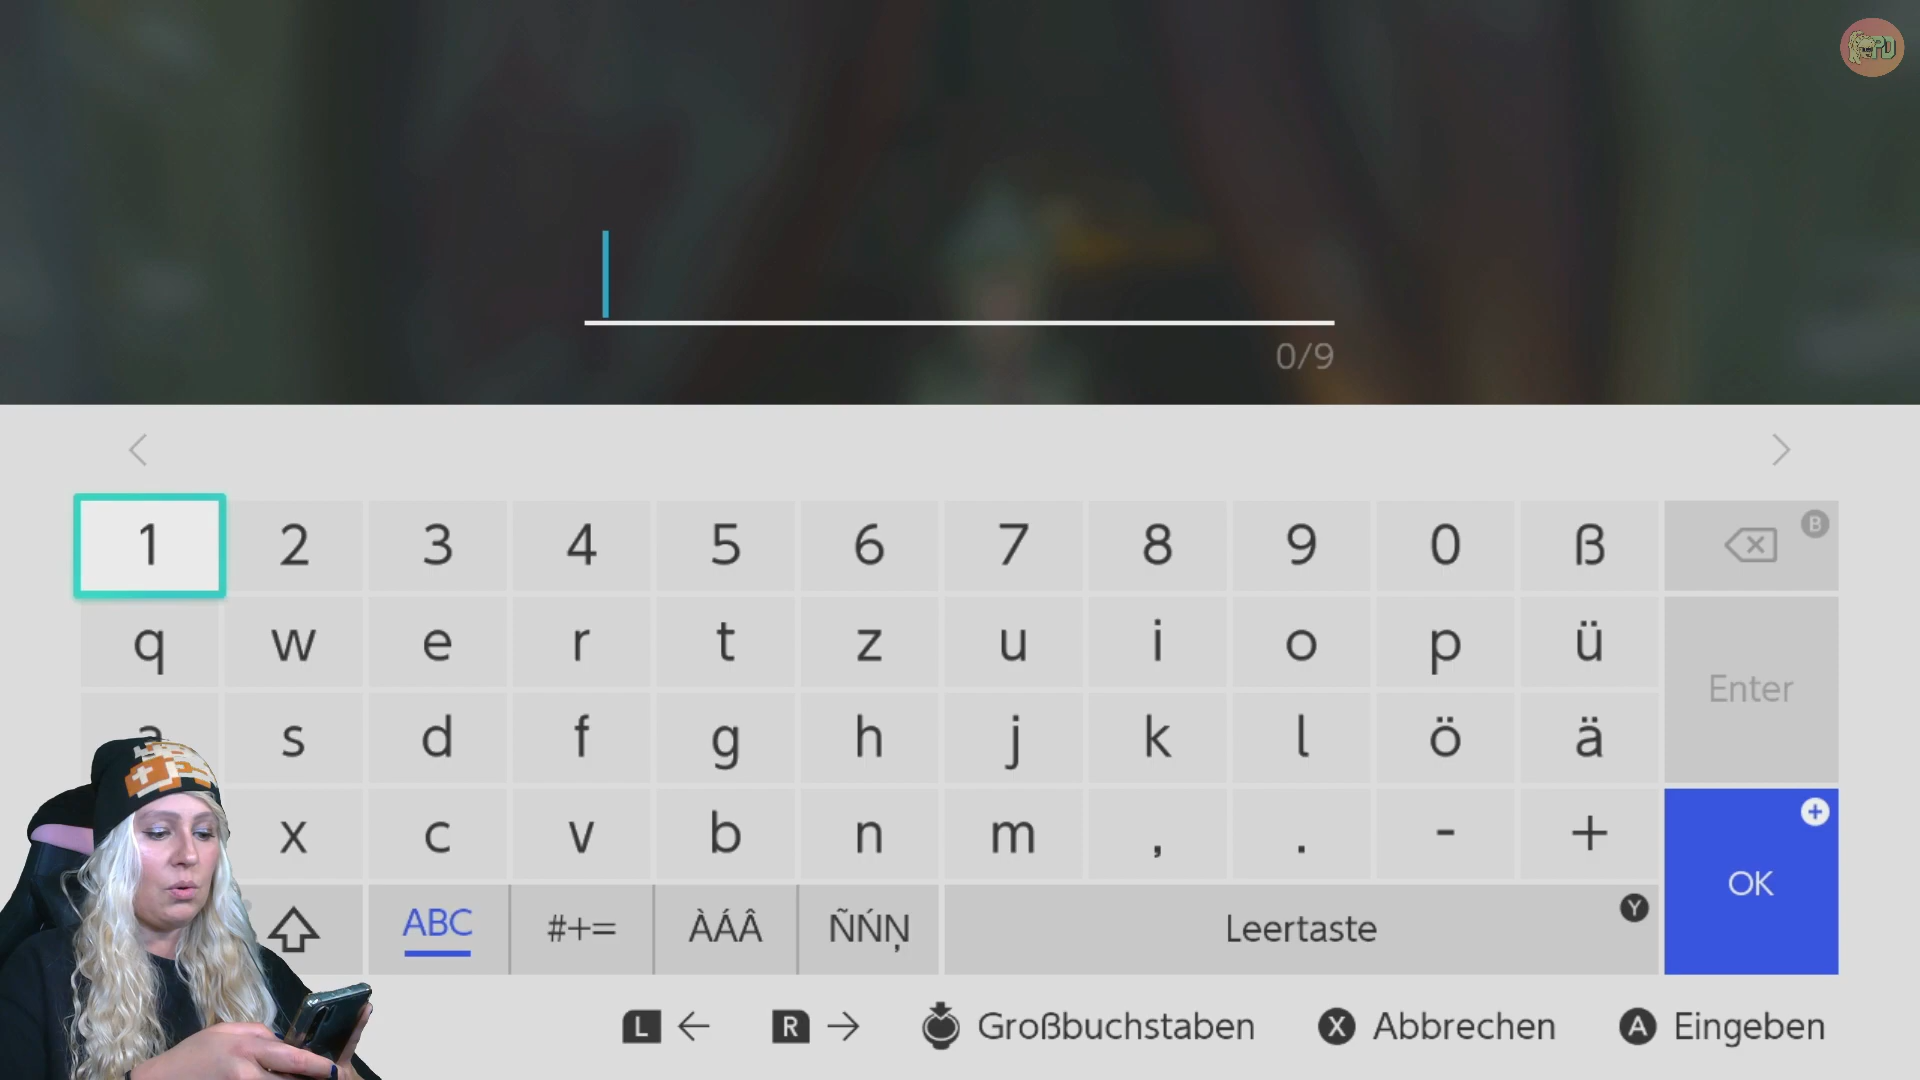 PD
0/9
1 2 3 4 5 6 7 8 9 0 ß B
q w e r t z u i o p ü Enter
a s d f g h j k l ö ä
x c v b n m , . - + +
ABC #+= ÀÁÂ ÑŃŅ Leertaste Y OK
L ← R → Großbuchstaben X Abbrechen A Eingeben